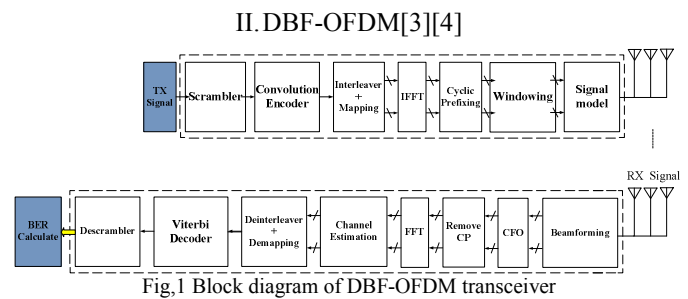 II. DBF-OFDM[3][4]
TX
Signal
Scrambler
Convolution
Encoder
Interleaver
+
Mapping
IFFT
Cyclic
Prefixing
Windowing
Signal
model
RX Signal
BER
Calculate
Descrambler
Viterbi
Decoder
Deinterleaver
+
Demapping
Channel
Estimation
FFT
Remove
CP
CFO
Beamforming
Fig,1 Block diagram of DBF-OFDM transceiver